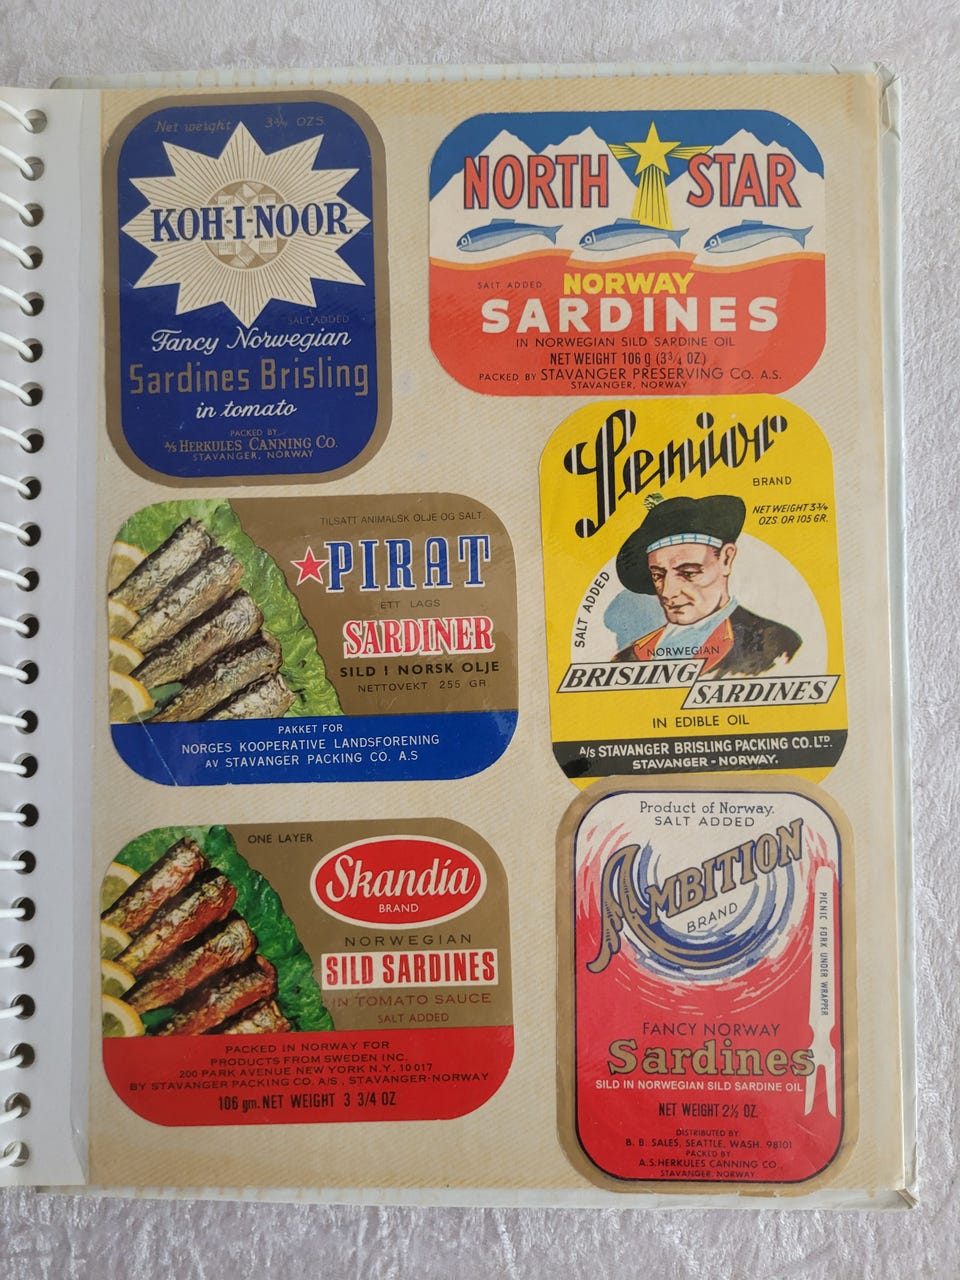 Net weight 3¾ OZS.
KOH-I-NOOR
SALT ADDED
Fancy Norwegian
Sardines Brisling
in tomato
PACKED BY
A/S HERKULES CANNING CO.
STAVANGER, NORWAY
NORTH STAR
SALT ADDED NORWAY
SARDINES
IN NORWEGIAN SILD SARDINE OIL
NET WEIGHT 106 g (3¾ OZ)
PACKED BY STAVANGER PRESERVING CO. A.S.
STAVANGER, NORWAY
TILSATT ANIMALSK OLJE OG SALT.
PIRAT
ETT LAGS
SARDINER
SILD I NORSK OLJE
NETTOVEKT 255 GR.
PAKKET FOR
NORGES KOOPERATIVE LANDSFORENING
AV STAVANGER PACKING CO. A.S
Senior
BRAND
NET WEIGHT 3¾
OZS. OR 105 GR.
SALT ADDED
NORWEGIAN
BRISLING
SARDINES
IN EDIBLE OIL
A/S STAVANGER BRISLING PACKING CO. LTD.
STAVANGER - NORWAY.
ONE LAYER
Skandia
BRAND
NORWEGIAN
SILD SARDINES
IN TOMATO SAUCE
SALT ADDED
PACKED IN NORWAY FOR
PRODUCTS FROM SWEDEN INC.
200 PARK AVENUE NEW YORK N.Y. 10017
BY STAVANGER PACKING CO. A/S. STAVANGER-NORWAY
106 gm. NET WEIGHT 3 3/4 OZ
Product of Norway.
SALT ADDED
AMBITION
BRAND
PICNIC FORK UNDER WRAPPER
FANCY NORWAY
Sardines
SILD IN NORWEGIAN SILD SARDINE OIL
NET WEIGHT 2½ OZ.
DISTRIBUTED BY
B. B. SALES, SEATTLE, WASH. 98101
PACKED BY
A.S. HERKULES CANNING CO.,
STAVANGER, NORWAY